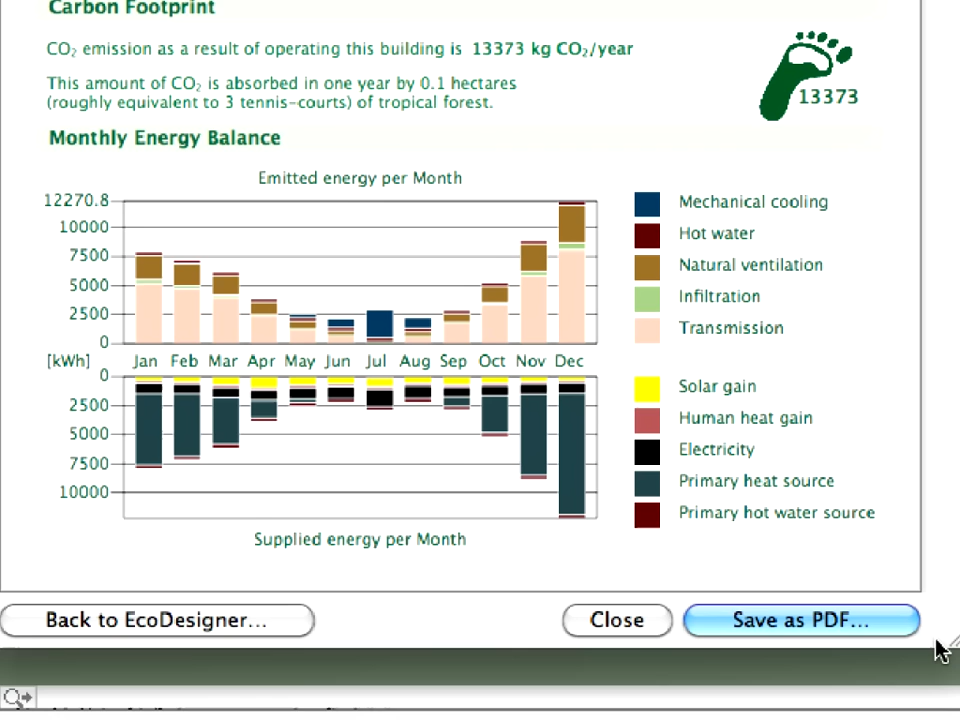 Carbon Footprint
CO₂ emission as a result of operating this building is 13373 kg CO₂/year
This amount of CO₂ is absorbed in one year by 0.1 hectares
(roughly equivalent to 3 tennis-courts) of tropical forest.
13373
Monthly Energy Balance
Emitted energy per Month
12270.8
10000
7500
5000
2500
0
Mechanical cooling
Hot water
Natural ventilation
Infiltration
Transmission
[kWh] Jan Feb Mar Apr May Jun Jul Aug Sep Oct Nov Dec
0
2500
5000
7500
10000
Solar gain
Human heat gain
Electricity
Primary heat source
Primary hot water source
Supplied energy per Month
Back to EcoDesigner...
Close
Save as PDF...